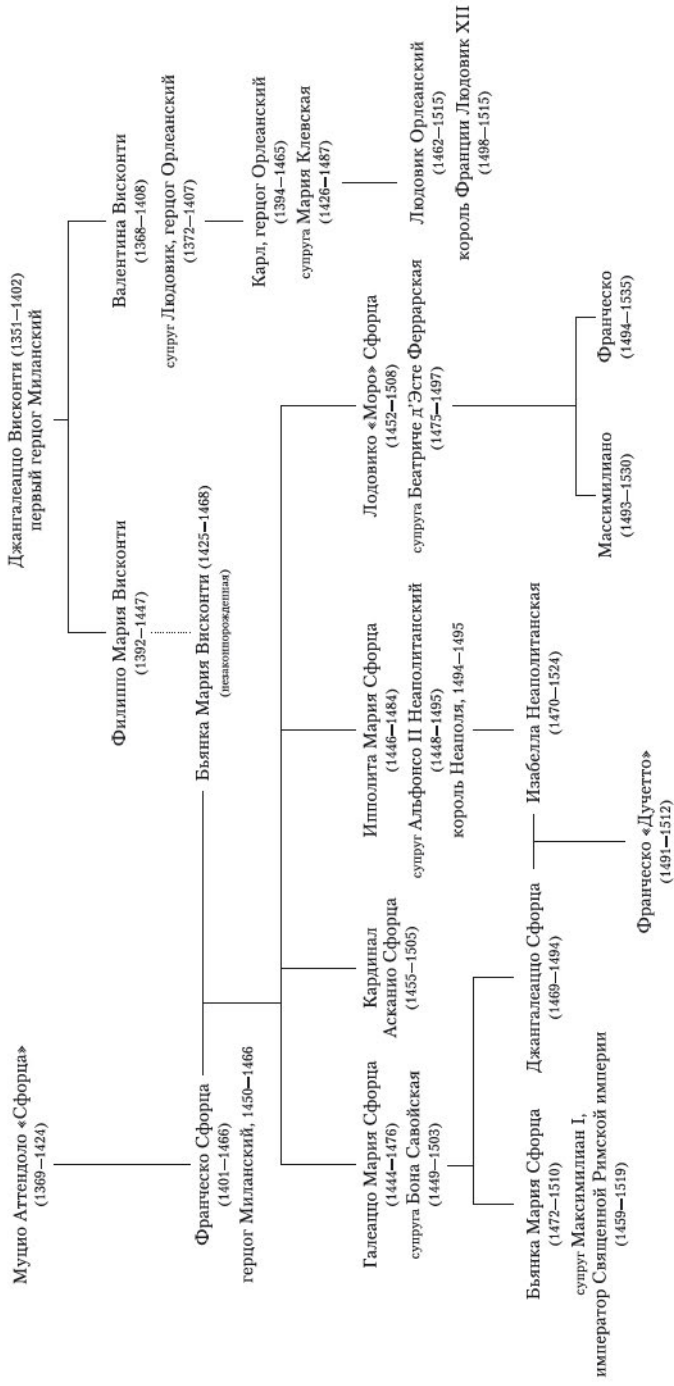 Муцио Аттендоло «Сфорца»
(1369—1424)
Джангалеаццо Висконти (1351—1402)
первый герцог Миланский
Филиппо Мария Висконти
(1392—1447)
Валентина Висконти
(1368—1408)
супруг Людовик, герцог Орлеанский
(1372—1407)
Франческо Сфорца
(1401—1466)
герцог Миланский, 1450—1466
Бьянка Мария Висконти (1425—1468)
(незаконнорожденная)
Карл, герцог Орлеанский
(1394—1465)
супруга Мария Клевская
(1426—1487)
Галеаццо Мария Сфорца
(1444—1476)
супруга Бона Савойская
(1449—1503)
Кардинал
Асканио Сфорца
(1455—1505)
Ипполита Мария Сфорца
(1446—1484)
супруг Альфонсо II Неаполитанский
(1448—1495)
король Неаполя, 1494—1495
Лодовико «Моро» Сфорца
(1452—1508)
супруга Беатриче д'Эсте Феррарская
(1475—1497)
Людовик Орлеанский
(1462—1515)
король Франции Людовик XII
(1498—1515)
Бьянка Мария Сфорца
(1472—1510)
супруг Максимилиан I,
император Священной Римской империи
(1459—1519)
Джангалеаццо Сфорца
(1469—1494)
Изабелла Неаполитанская
(1470—1524)
Массимилиано
(1493—1530)
Франческо
(1494—1535)
Франческо «Дучетто»
(1491—1512)